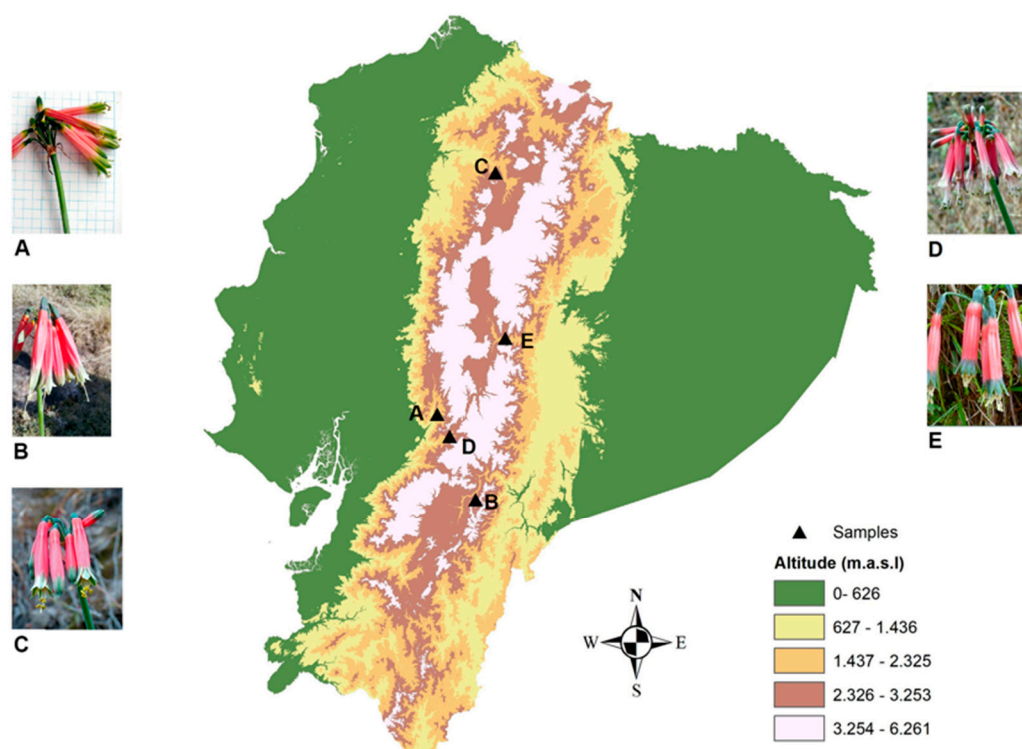 A
B
C
D
E
C
E
A
D
B
Samples
Altitude (m.a.s.l)
0- 626
627 - 1.436
1.437 - 2.325
2.326 - 3.253
3.254 - 6.261
N
W E
S